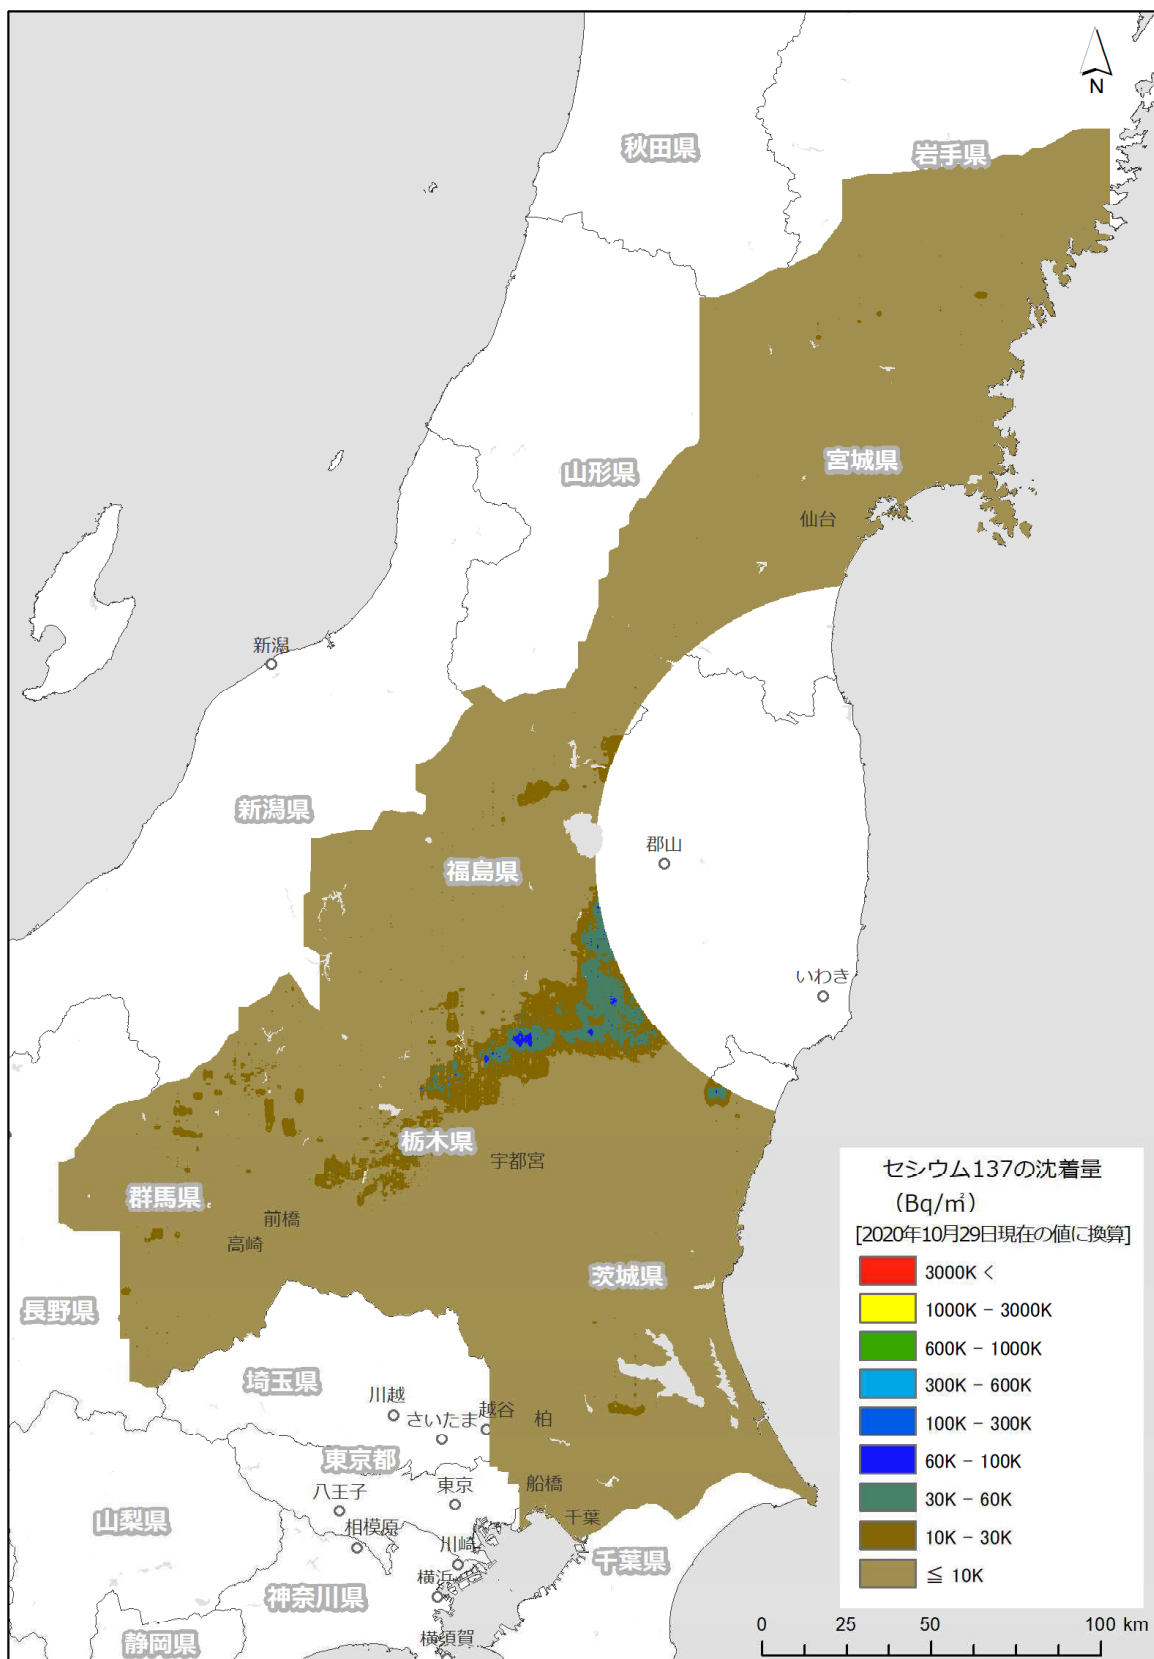 N
秋田県
岩手県
山形県
宮城県
仙台
新潟
新潟県
郡山
福島県
いわき
栃木県
宇都宮
群馬県
前橋
高崎
茨城県
長野県
埼玉県
川越
越谷
柏
さいたま
東京都
八王子
東京
船橋
山梨県
相模原
千葉
川崎
千葉県
横浜
神奈川県
静岡県
横須賀
セシウム137の沈着量
(Bq/㎡)
[2020年10月29日現在の値に換算]
3000K <
1000K - 3000K
600K - 1000K
300K - 600K
100K - 300K
60K - 100K
30K - 60K
10K - 30K
≦ 10K
0 25 50 100 km